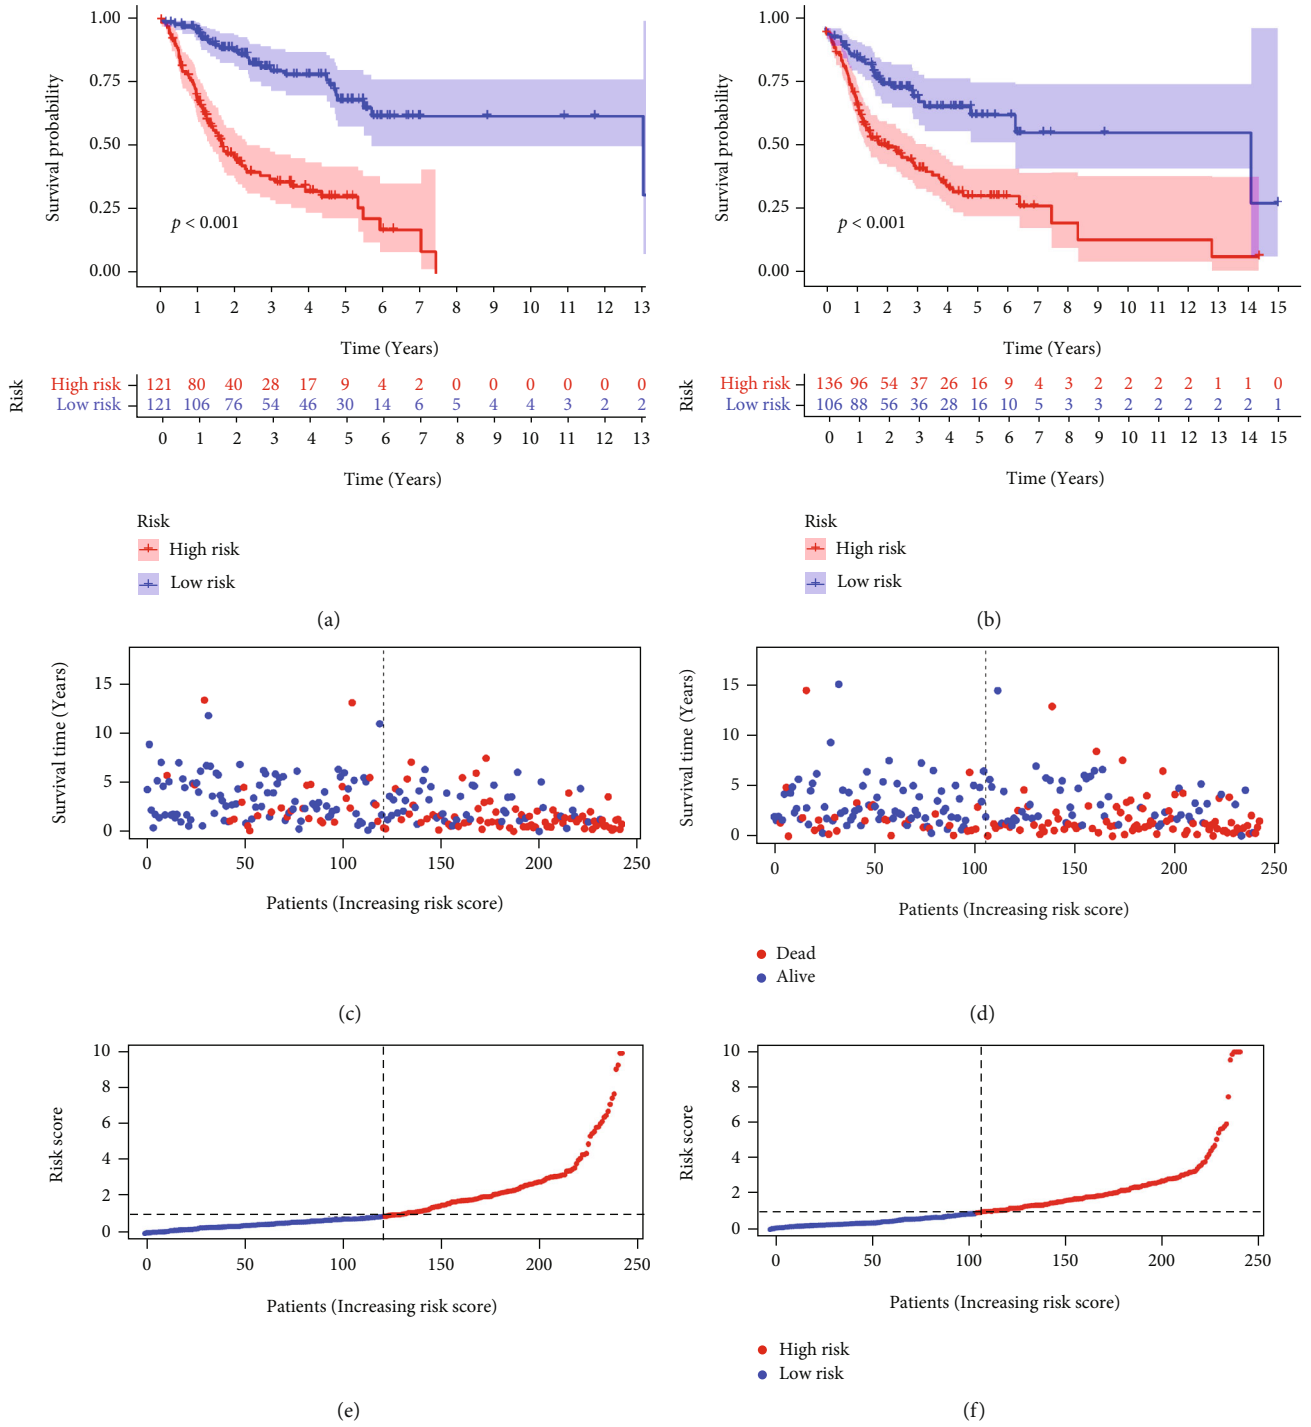 1.00
0.75
0.50
0.25
0.00
Survival probability
p < 0.001
0 1 2 3 4 5 6 7 8 9 10 11 12 13
Time (Years)
Risk
High risk 121 80 40 28 17 9 4 2 0 0 0 0 0 0
Low risk 121 106 76 54 46 30 14 6 5 4 4 3 2 2
0 1 2 3 4 5 6 7 8 9 10 11 12 13
Time (Years)
Risk
High risk
Low risk
(a)
1.00
0.75
0.50
0.25
0.00
Survival probability
p < 0.001
0 1 2 3 4 5 6 7 8 9 10 11 12 13 14 15
Time (Years)
Risk
High risk 136 96 54 37 26 16 9 4 3 2 2 2 2 1 1 0
Low risk 106 88 56 36 28 16 10 5 3 3 2 2 2 2 2 1
0 1 2 3 4 5 6 7 8 9 10 11 12 13 14 15
Time (Years)
Risk
High risk
Low risk
(b)
Survival time (Years)
15
10
5
0
0 50 100 150 200 250
Patients (Increasing risk score)
(c)
Survival time (Years)
15
10
5
0
0 50 100 150 200 250
Patients (Increasing risk score)
Dead
Alive
(d)
Risk score
10
8
6
4
2
0
0 50 100 150 200 250
Patients (Increasing risk score)
(e)
Risk score
10
8
6
4
2
0
0 50 100 150 200 250
Patients (Increasing risk score)
High risk
Low risk
(f)